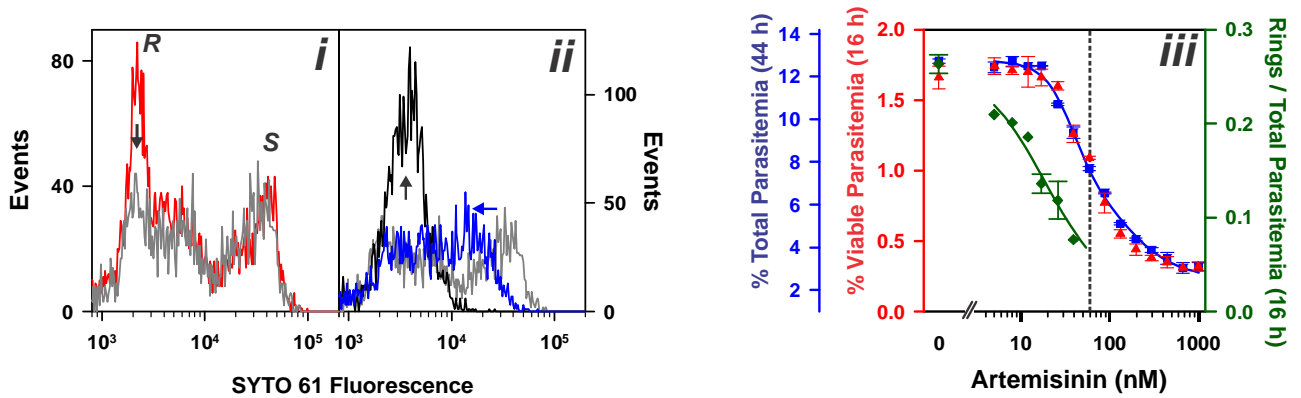 80
40
0
Events
R
S
i
ii
100
50
0
Events
10³ 10⁴ 10⁵
10³ 10⁴ 10⁵
SYTO 61 Fluorescence
% Total Parasitemia (44 h)
14
12
10
8
6
4
2
% Viable Parasitemia (16 h)
2.0
1.5
1.0
0.5
0.0
iii
0.3
0.2
0.1
0.0
Rings / Total Parasitemia (16 h)
0 10 100 1000
Artemisinin (nM)